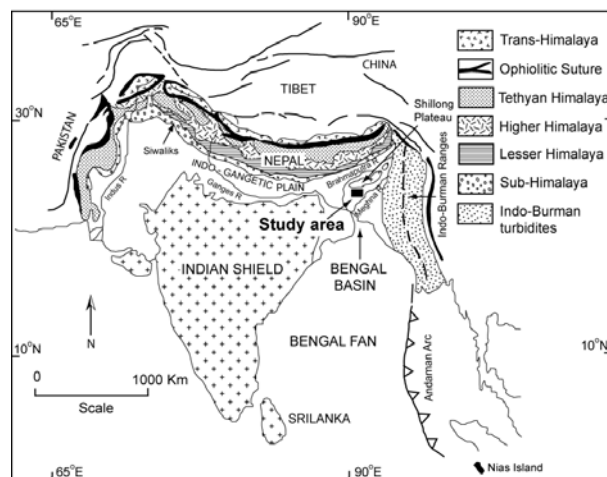 65°E
90°E
CHINA
TIBET
30°N
PAKISTAN
Siwaliks
NEPAL
Shillong
Plateau
INDO-GANGETIC PLAIN
Indus R
Ganges R
Brahmaputra R
Meghna R
Indo-Burman Ranges
Study area
INDIAN SHIELD
BENGAL
BASIN
BENGAL FAN
N
10°N
10°N
0
1000 Km
Scale
SRILANKA
Andaman Arc
65°E
90°E
Nias Island
Trans-Himalaya
Ophiolitic Suture
Tethyan Himalaya
Higher Himalaya
Lesser Himalaya
Sub-Himalaya
Indo-Burman
turbidites